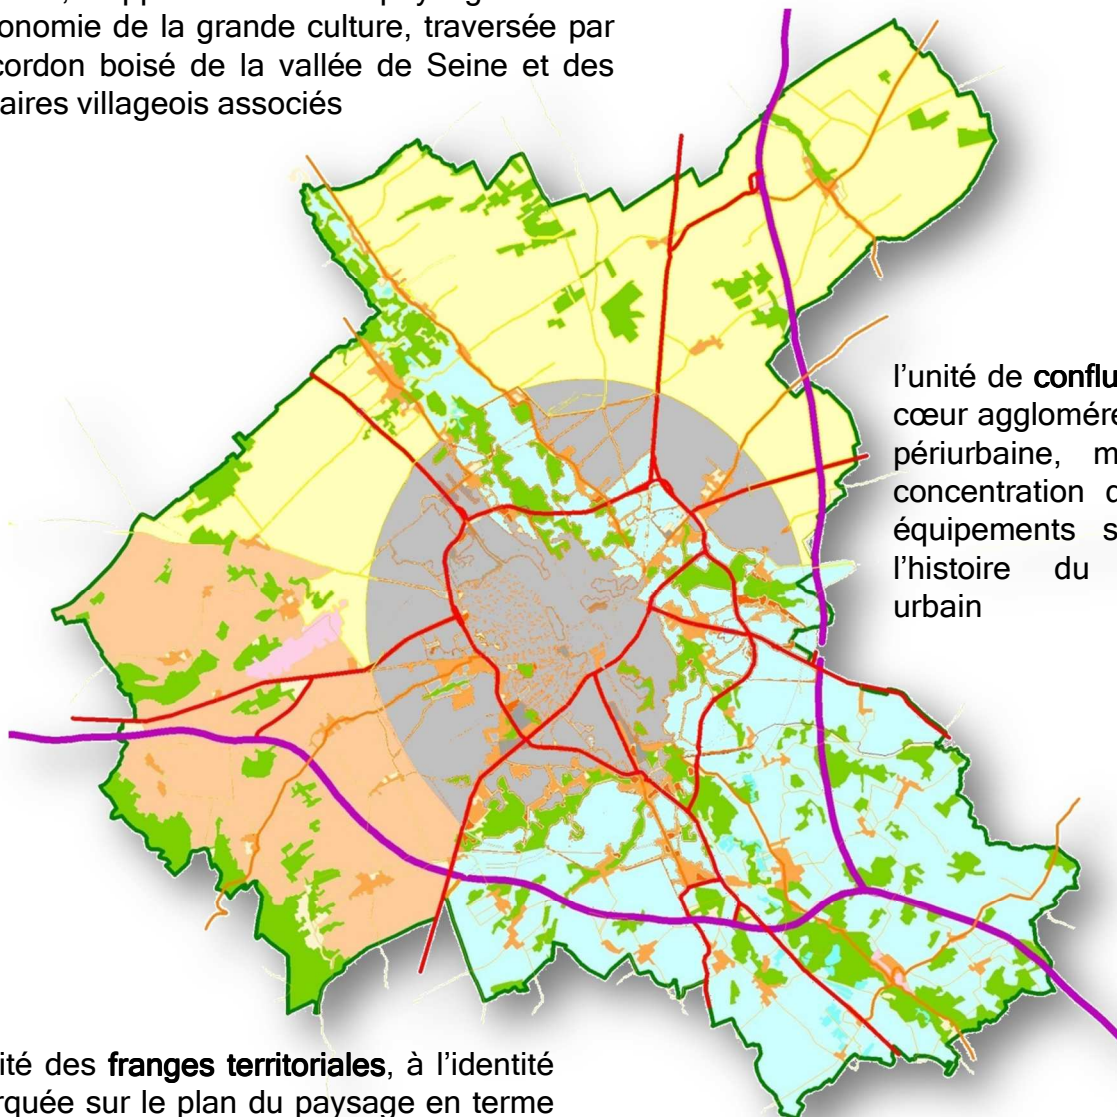 onomie de la grande culture, traversée par
cordon boisé de la vallée de Seine et des
aires villageois associés
l’unité de conflu
cœur aggloméré
périurbaine, m
concentration d
équipements s
l’histoire du
urbain
ité des franges territoriales, à l’identité
rquée sur le plan du paysage en terme